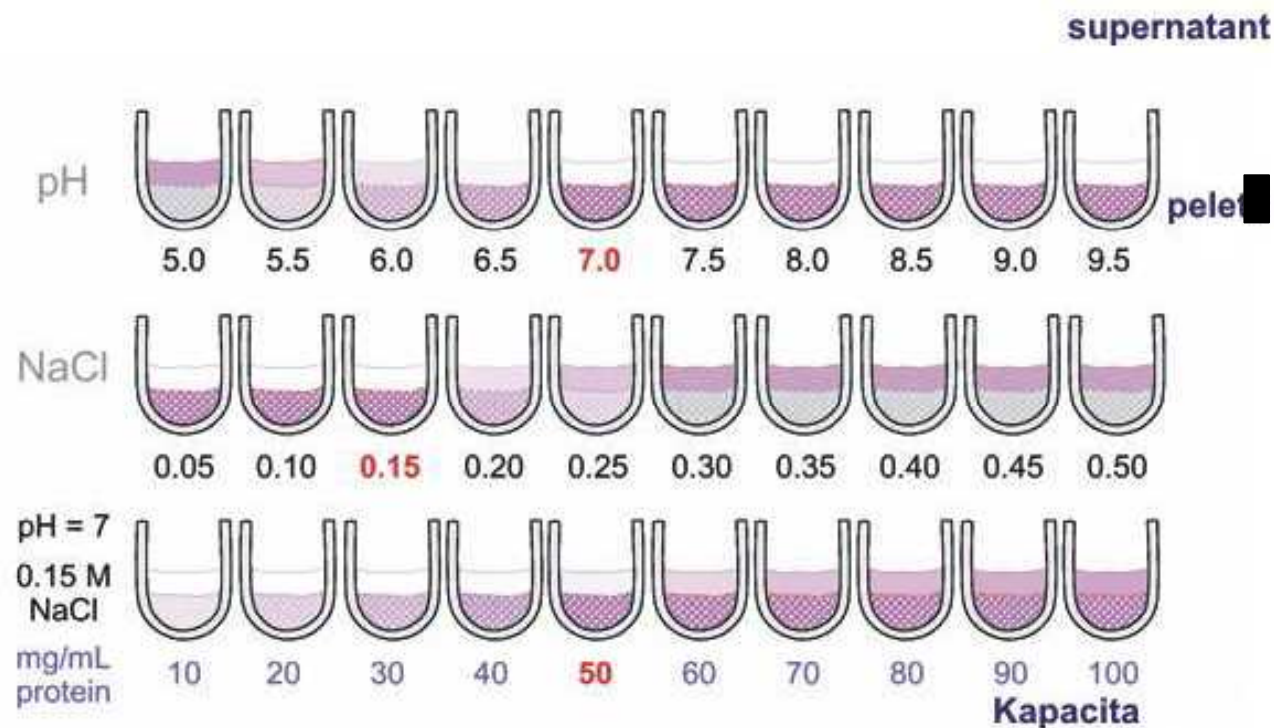 supernatant
pH
pelet
5.0 5.5 6.0 6.5 7.0 7.5 8.0 8.5 9.0 9.5
NaCl
0.05 0.10 0.15 0.20 0.25 0.30 0.35 0.40 0.45 0.50
pH = 7
0.15 M
NaCl
mg/mL
protein
10 20 30 40 50 60 70 80 90 100
Kapacita